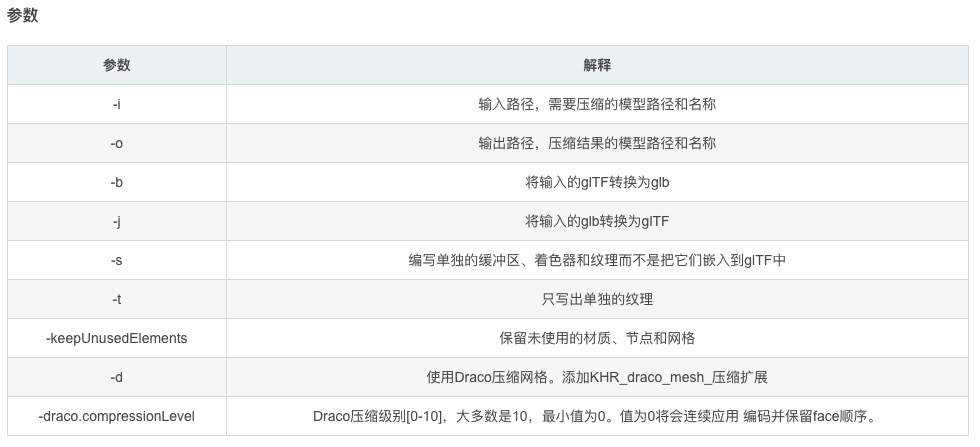 参数
参数 解释
-i 输入路径，需要压缩的模型路径和名称
-o 输出路径，压缩结果的模型路径和名称
-b 将输入的glTF转换为glb
-j 将输入的glb转换为glTF
-s 编写单独的缓冲区、着色器和纹理而不是把它们嵌入到glTF中
-t 只写出单独的纹理
-keepUnusedElements 保留未使用的材质、节点和网格
-d 使用Draco压缩网格。添加KHR_draco_mesh_压缩扩展
-draco.compressionLevel Draco压缩级别[0-10]，大多数是10，最小值为0。值为0将会连续应用 编码并保留face顺序。